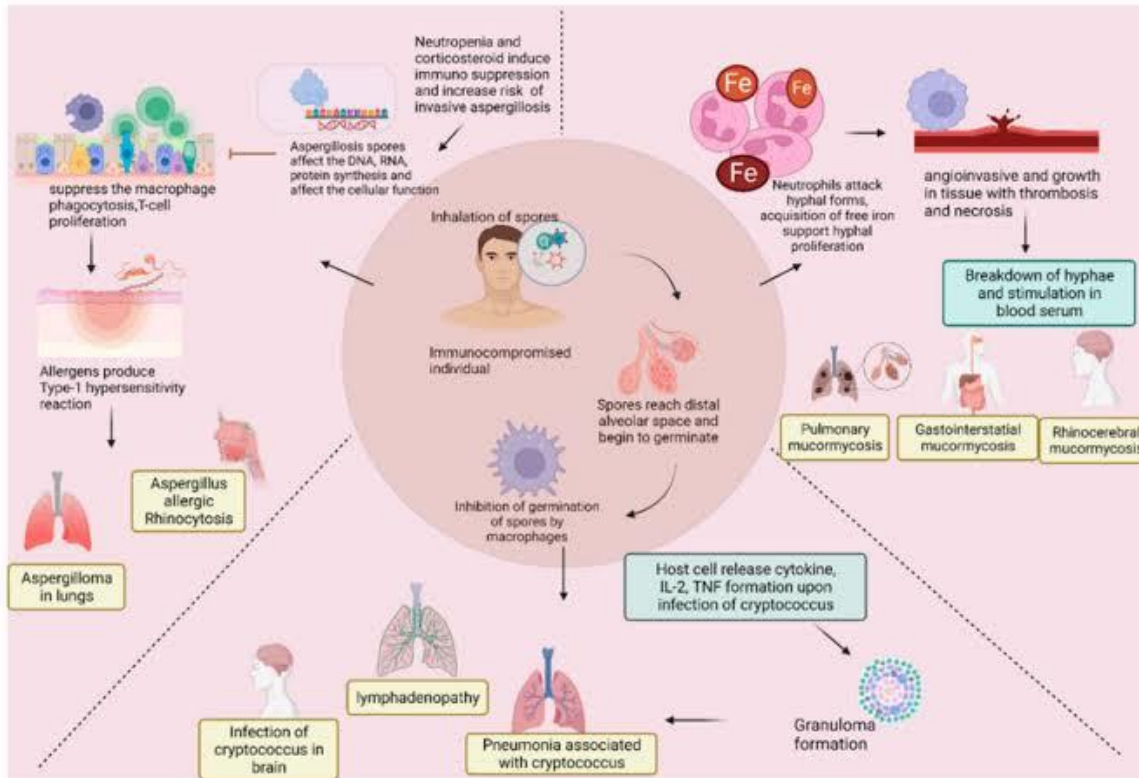 Neutropenia and
corticosteroid induce
immuno suppression
and increase risk of
invasive aspergiliosis
Aspergillosis spores
affect the DNA, RNA,
protein synthesis and
affect the cellular function
suppress the macrophage
phagocytosis,T-cell
proliferation
Allergens produce
Type-1 hypersensitivity
reaction
Aspergillus
allergic
Rhinocytosis
Aspergilloma
in lungs
Inhalation of spores
Immunocompromised
individual
Spores reach distal
alveolar space and
begin to germinate
Inhibition of germination
of spores by
macrophages
Fe
Fe
Fe
Neutrophils attack
hyphal forms,
acquisition of free iron
support hyphal
proliferation
angioinvasive and growth
in tissue with thrombosis
and necrosis
Breakdown of hyphae
and stimulation in
blood serum
Pulmonary
mucormycosis
Gastointerstatial
mucormycosis
Rhinocerebral
mucormycosis
Host cell release cytokine,
IL-2, TNF formation upon
infection of cryptococcus
Granuloma
formation
Pneumonia associated
with cryptococcus
lymphadenopathy
Infection of
cryptococcus in
brain